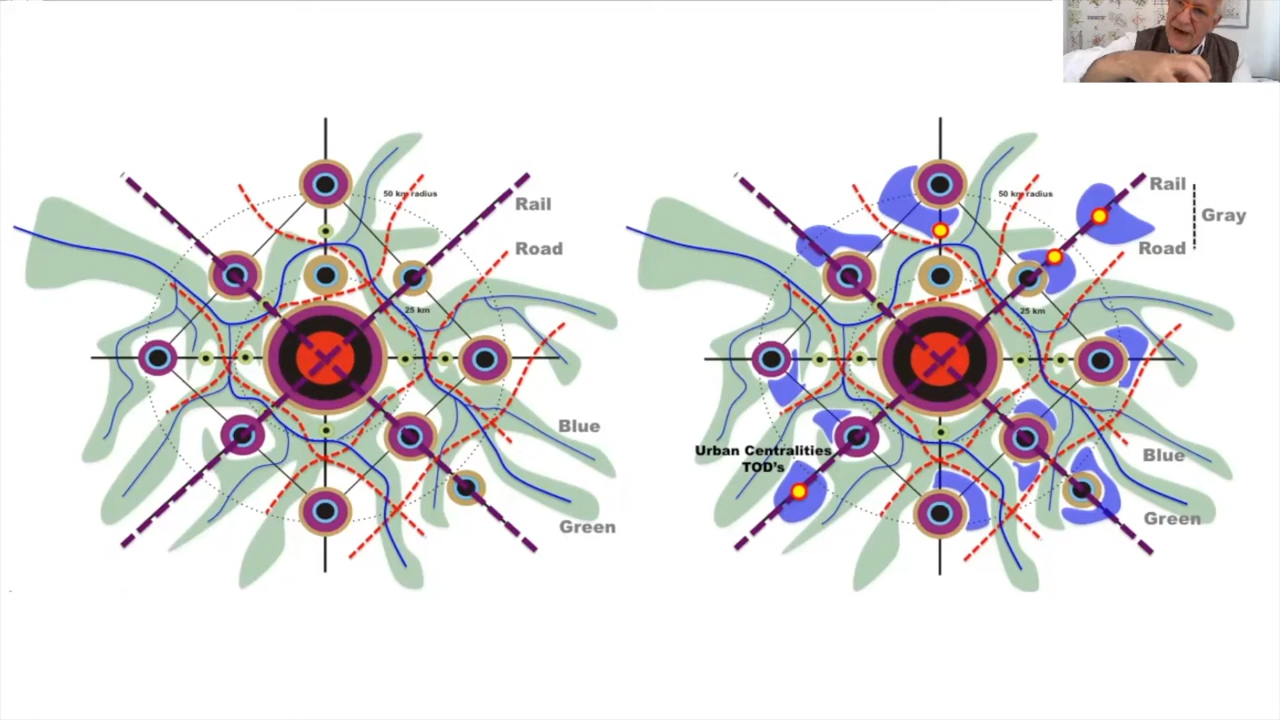 50 km radius
Rail
Road
25 km
Blue
Green
50 km radius
Rail
Gray
Road
25 km
Urban Centralities
TOD's
Blue
Green